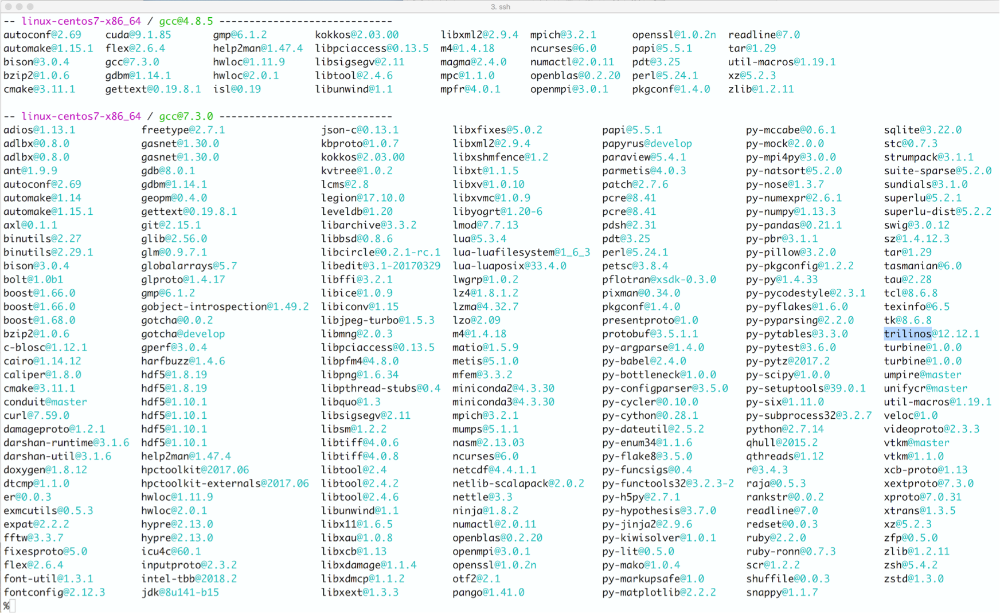 3. ssh
-- linux-centos7-x86_64 / gcc@4.8.5 -----------------------------
autoconf@2.69 cuda@9.1.85 gmp@6.1.2 kokkos@2.03.00 libxml2@2.9.4 mpich@3.2.1 openssl@1.0.2n readline@7.0
automake@1.15.1 flex@2.6.4 help2man@1.47.4 libpciaccess@0.13.5 m4@1.4.18 ncurses@6.0 papi@5.5.1 tar@1.29
bison@3.0.4 gcc@7.3.0 hwloc@1.11.9 libsigsegv@2.11 magma@2.4.0 numactl@2.0.11 pdt@3.25 util-macros@1.19.1
bzip2@1.0.6 gdbm@1.14.1 hwloc@2.0.1 libtool@2.4.6 mpc@1.1.0 openblas@0.2.20 perl@5.24.1 xz@5.2.3
cmake@3.11.1 gettext@0.19.8.1 isl@0.19 libunwind@1.1 mpfr@4.0.1 openmpi@3.0.1 pkgconf@1.4.0 zlib@1.2.11
-- linux-centos7-x86_64 / gcc@7.3.0 -----------------------------
adios@1.13.1 freetype@2.7.1 json-c@0.13.1 libxfixes@5.0.2 papi@5.5.1 py-mccabe@0.6.1 sqlite@3.22.0
adlbx@0.8.0 gasnet@1.30.0 kbproto@1.0.7 libxml2@2.9.4 papyrus@develop py-mock@2.0.0 stc@0.7.3
adlbx@0.8.0 gasnet@1.30.0 kokkos@2.03.00 libxshmfence@1.2 paraview@5.4.1 py-mpi4py@3.0.0 strumpack@3.1.1
ant@1.9.9 gdb@8.0.1 kvtree@1.0.2 libxt@1.1.5 parmetis@4.0.3 py-natsort@5.2.0 suite-sparse@5.2.0
autoconf@2.69 gdbm@1.14.1 lcms@2.8 libxv@1.0.10 patch@2.7.6 py-nose@1.3.7 sundials@3.1.0
automake@1.14 geopm@0.4.0 legion@17.10.0 libxvmc@1.0.9 pcre@8.41 py-numexpr@2.6.1 superlu@5.2.1
automake@1.15.1 gettext@0.19.8.1 leveldb@1.20 libyogrt@1.20-6 pcre@8.41 py-numpy@1.13.3 superlu-dist@5.2.2
axl@0.1.1 git@2.15.1 libarchive@3.3.2 lmod@7.7.13 pdsh@2.31 py-pandas@0.21.1 swig@3.0.12
binutils@2.27 glib@2.56.0 libbsd@0.8.6 lua@5.3.4 pdt@3.25 py-pbr@3.1.1 sz@1.4.12.3
binutils@2.29.1 glm@0.9.7.1 libcircle@0.2.1-rc.1 lua-luafilesystem@1_6_3 perl@5.24.1 py-pillow@3.2.0 tar@1.29
bison@3.0.4 globalarrays@5.7 libedit@3.1-20170329 lua-luaposix@33.4.0 petsc@3.8.4 py-pkgconfig@1.2.2 tasmanian@6.0
bolt@1.0b1 glproto@1.4.17 libffi@3.2.1 lwgrp@1.0.2 pflotran@xsdk-0.3.0 py-py@1.4.33 tau@2.28
boost@1.66.0 gmp@6.1.2 libice@1.0.9 lz4@1.8.1.2 pixman@0.34.0 py-pycodestyle@2.3.1 tcl@8.6.8
boost@1.66.0 gobject-introspection@1.49.2 libiconv@1.15 lzma@4.32.7 pkgconf@1.4.0 py-pyflakes@1.6.0 texinfo@6.5
boost@1.68.0 gotcha@0.0.2 libjpeg-turbo@1.5.3 lzo@2.09 presentproto@1.0 py-pyparsing@2.2.0 tk@8.6.8
bzip2@1.0.6 gotcha@develop libmng@2.0.3 m4@1.4.18 protobuf@3.5.1.1 py-pytables@3.3.0 trilinos@12.12.1
c-blosc@1.12.1 gperf@3.0.4 libpciaccess@0.13.5 matio@1.5.9 py-argparse@1.4.0 py-pytest@3.6.0 turbine@1.0.0
cairo@1.14.12 harfbuzz@1.4.6 libpfm4@4.8.0 metis@5.1.0 py-babel@2.4.0 py-pytz@2017.2 turbine@1.0.0
caliper@1.8.0 hdf5@1.8.19 libpng@1.6.34 mfem@3.3.2 py-bottleneck@1.0.0 py-scipy@1.0.0 umpire@master
cmake@3.11.1 hdf5@1.8.19 libpthread-stubs@0.4 miniconda2@4.3.30 py-configparser@3.5.0 py-setuptools@39.0.1 unifycr@master
conduit@master hdf5@1.10.1 libquo@1.3 miniconda3@4.3.30 py-cycler@0.10.0 py-six@1.11.0 util-macros@1.19.1
curl@7.59.0 hdf5@1.10.1 libsigsegv@2.11 mpich@3.2.1 py-cython@0.28.1 py-subprocess32@3.2.7 veloc@1.0
damageproto@1.2.1 hdf5@1.10.1 libsm@1.2.2 mumps@5.1.1 py-dateutil@2.5.2 python@2.7.14 videoproto@2.3.3
darshan-runtime@3.1.6 hdf5@1.10.1 libtiff@4.0.6 nasm@2.13.03 py-enum34@1.1.6 qhull@2015.2 vtkm@master
darshan-util@3.1.6 help2man@1.47.4 libtiff@4.0.8 ncurses@6.0 py-flake8@3.5.0 qthreads@1.12 vtkm@1.1.0
doxygen@1.8.12 hpctoolkit@2017.06 libtool@2.4 netcdf@4.4.1.1 py-funcsigs@0.4 r@3.4.3 xcb-proto@1.13
dtcmp@1.1.0 hpctoolkit-externals@2017.06 libtool@2.4.2 netlib-scalapack@2.0.2 py-functools32@3.2.3-2 raja@0.5.3 xextproto@7.3.0
er@0.0.3 hwloc@1.11.9 libtool@2.4.6 nettle@3.3 py-h5py@2.7.1 rankstr@0.0.2 xproto@7.0.31
exmcutils@0.5.3 hwloc@2.0.1 libunwind@1.1 ninja@1.8.2 py-hypothesis@3.7.0 readline@7.0 xtrans@1.3.5
expat@2.2.2 hypre@2.13.0 libx11@1.6.5 numactl@2.0.11 py-jinja2@2.9.6 redset@0.0.3 xz@5.2.3
fftw@3.3.7 hypre@2.13.0 libxau@1.0.8 openblas@0.2.20 py-kiwisolver@1.0.1 ruby@2.2.0 zfp@0.5.0
fixesproto@5.0 icu4c@60.1 libxcb@1.13 openmpi@3.0.1 py-lit@0.5.0 ruby-ronn@0.7.3 zlib@1.2.11
flex@2.6.4 inputproto@2.3.2 libxdamage@1.1.4 openssl@1.0.2n py-mako@1.0.4 scr@1.2.2 zsh@5.4.2
font-util@1.3.1 intel-tbb@2018.2 libxdmcp@1.1.2 otf2@2.1 py-markupsafe@1.0 shuffile@0.0.3 zstd@1.3.0
fontconfig@2.12.3 jdk@8u141-b15 libxext@1.3.3 pango@1.41.0 py-matplotlib@2.2.2 snappy@1.1.7
%